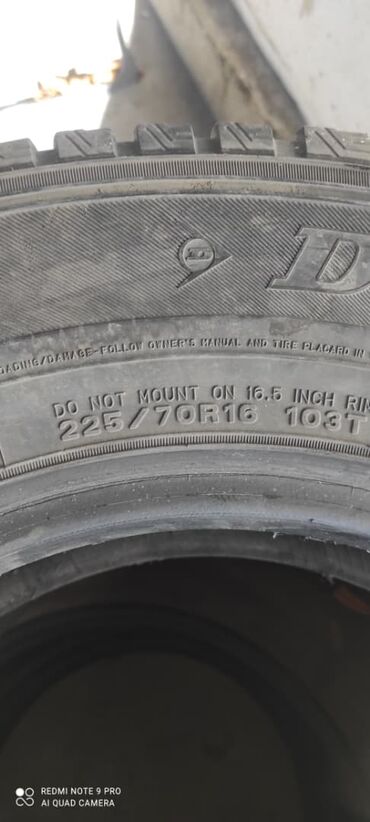 D
OADING/DAMAGE-FOLLOW OWNER'S MANUAL AND TIRE PLACARD IN
DO NOT MOUNT ON 16.5 INCH RIM
225/70R16 103T
REDMI NOTE 9 PRO
AI QUAD CAMERA